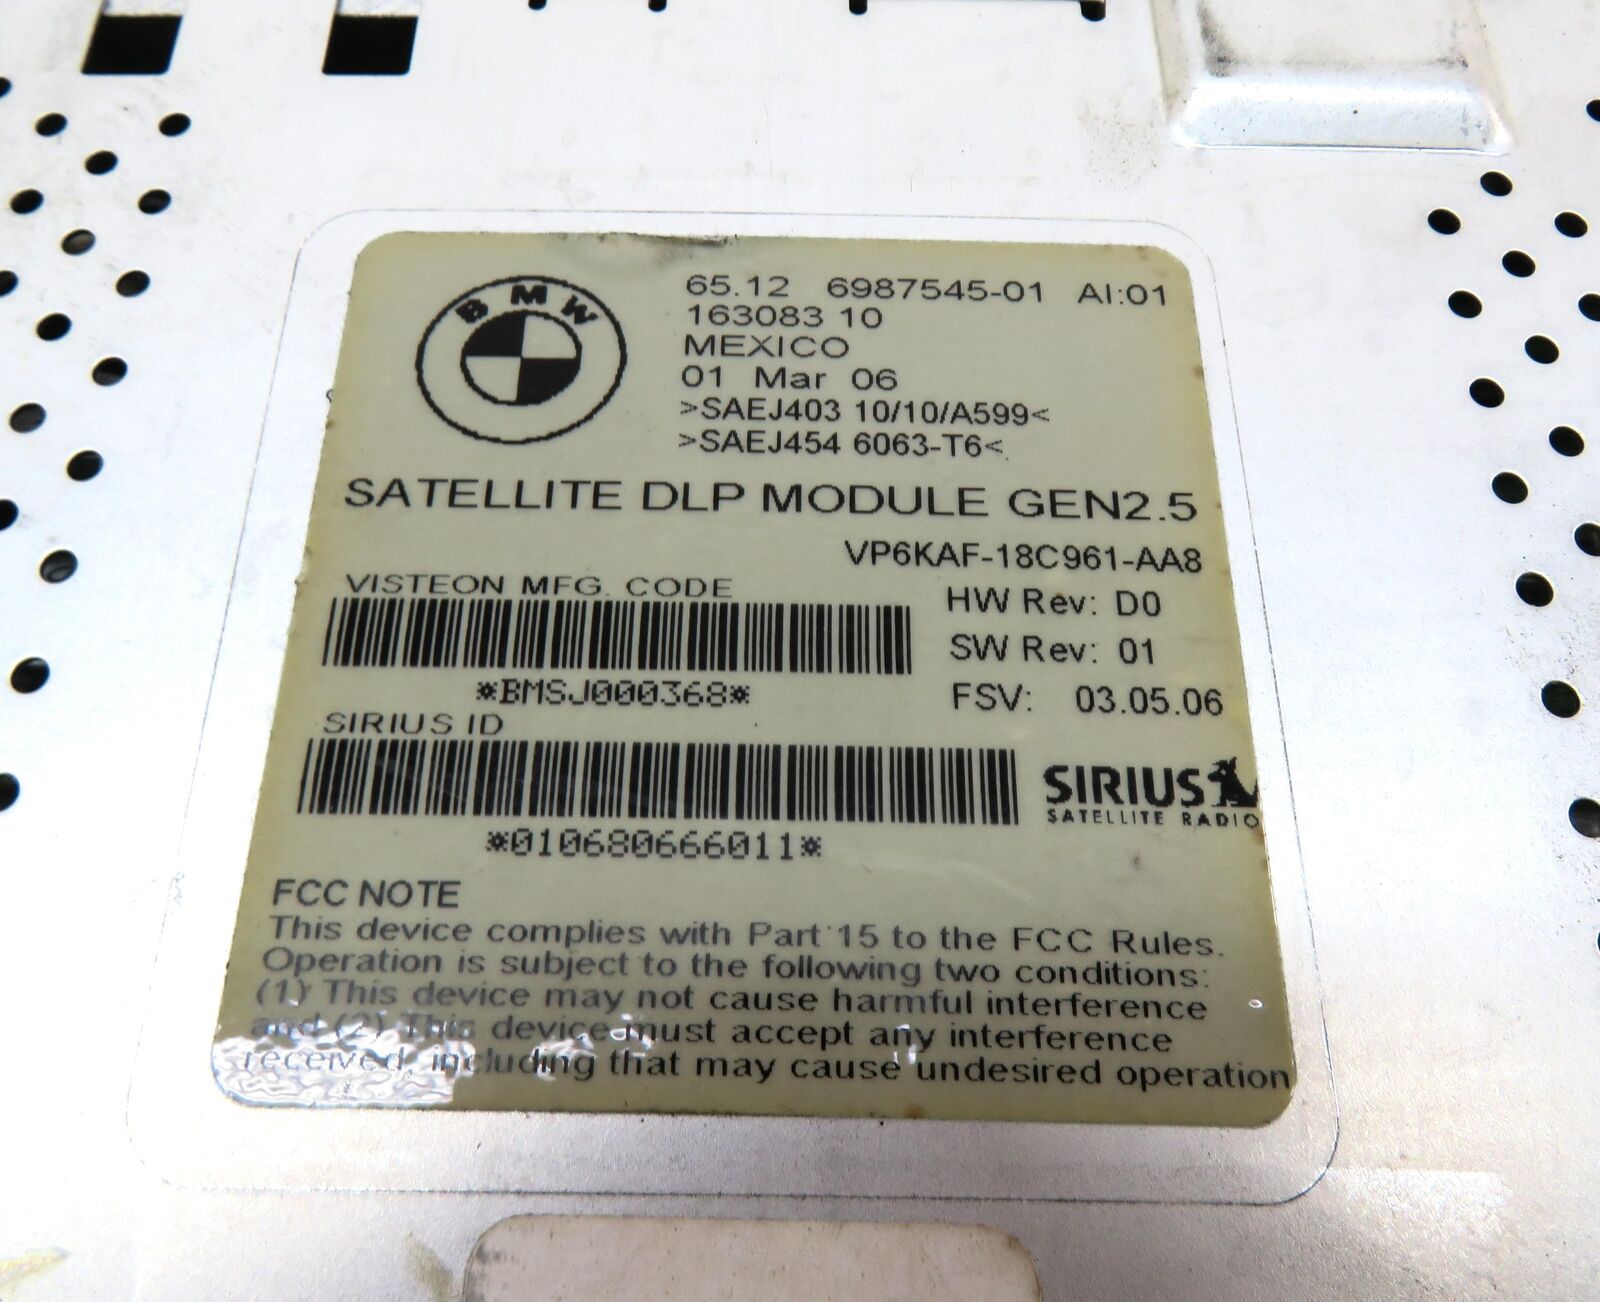 BMW
65.12 6987545-01 AI:01
163083 10
MEXICO
01 Mar 06
>SAEJ403 10/10/A599<
>SAEJ454 6063-T6<
SATELLITE DLP MODULE GEN2.5
VP6KAF-18C961-AA8
VISTEON MFG. CODE
HW Rev: D0
SW Rev: 01
*BMSJ000368*
FSV: 03.05.06
SIRIUS ID
SIRIUS
SATELLITE RADIO
*010680666011*
FCC NOTE
This device complies with Part 15 to the FCC Rules.
Operation is subject to the following two conditions:
(1) This device may not cause harmful interference
and (2) This device must accept any interference
received, including that may cause undesired operation